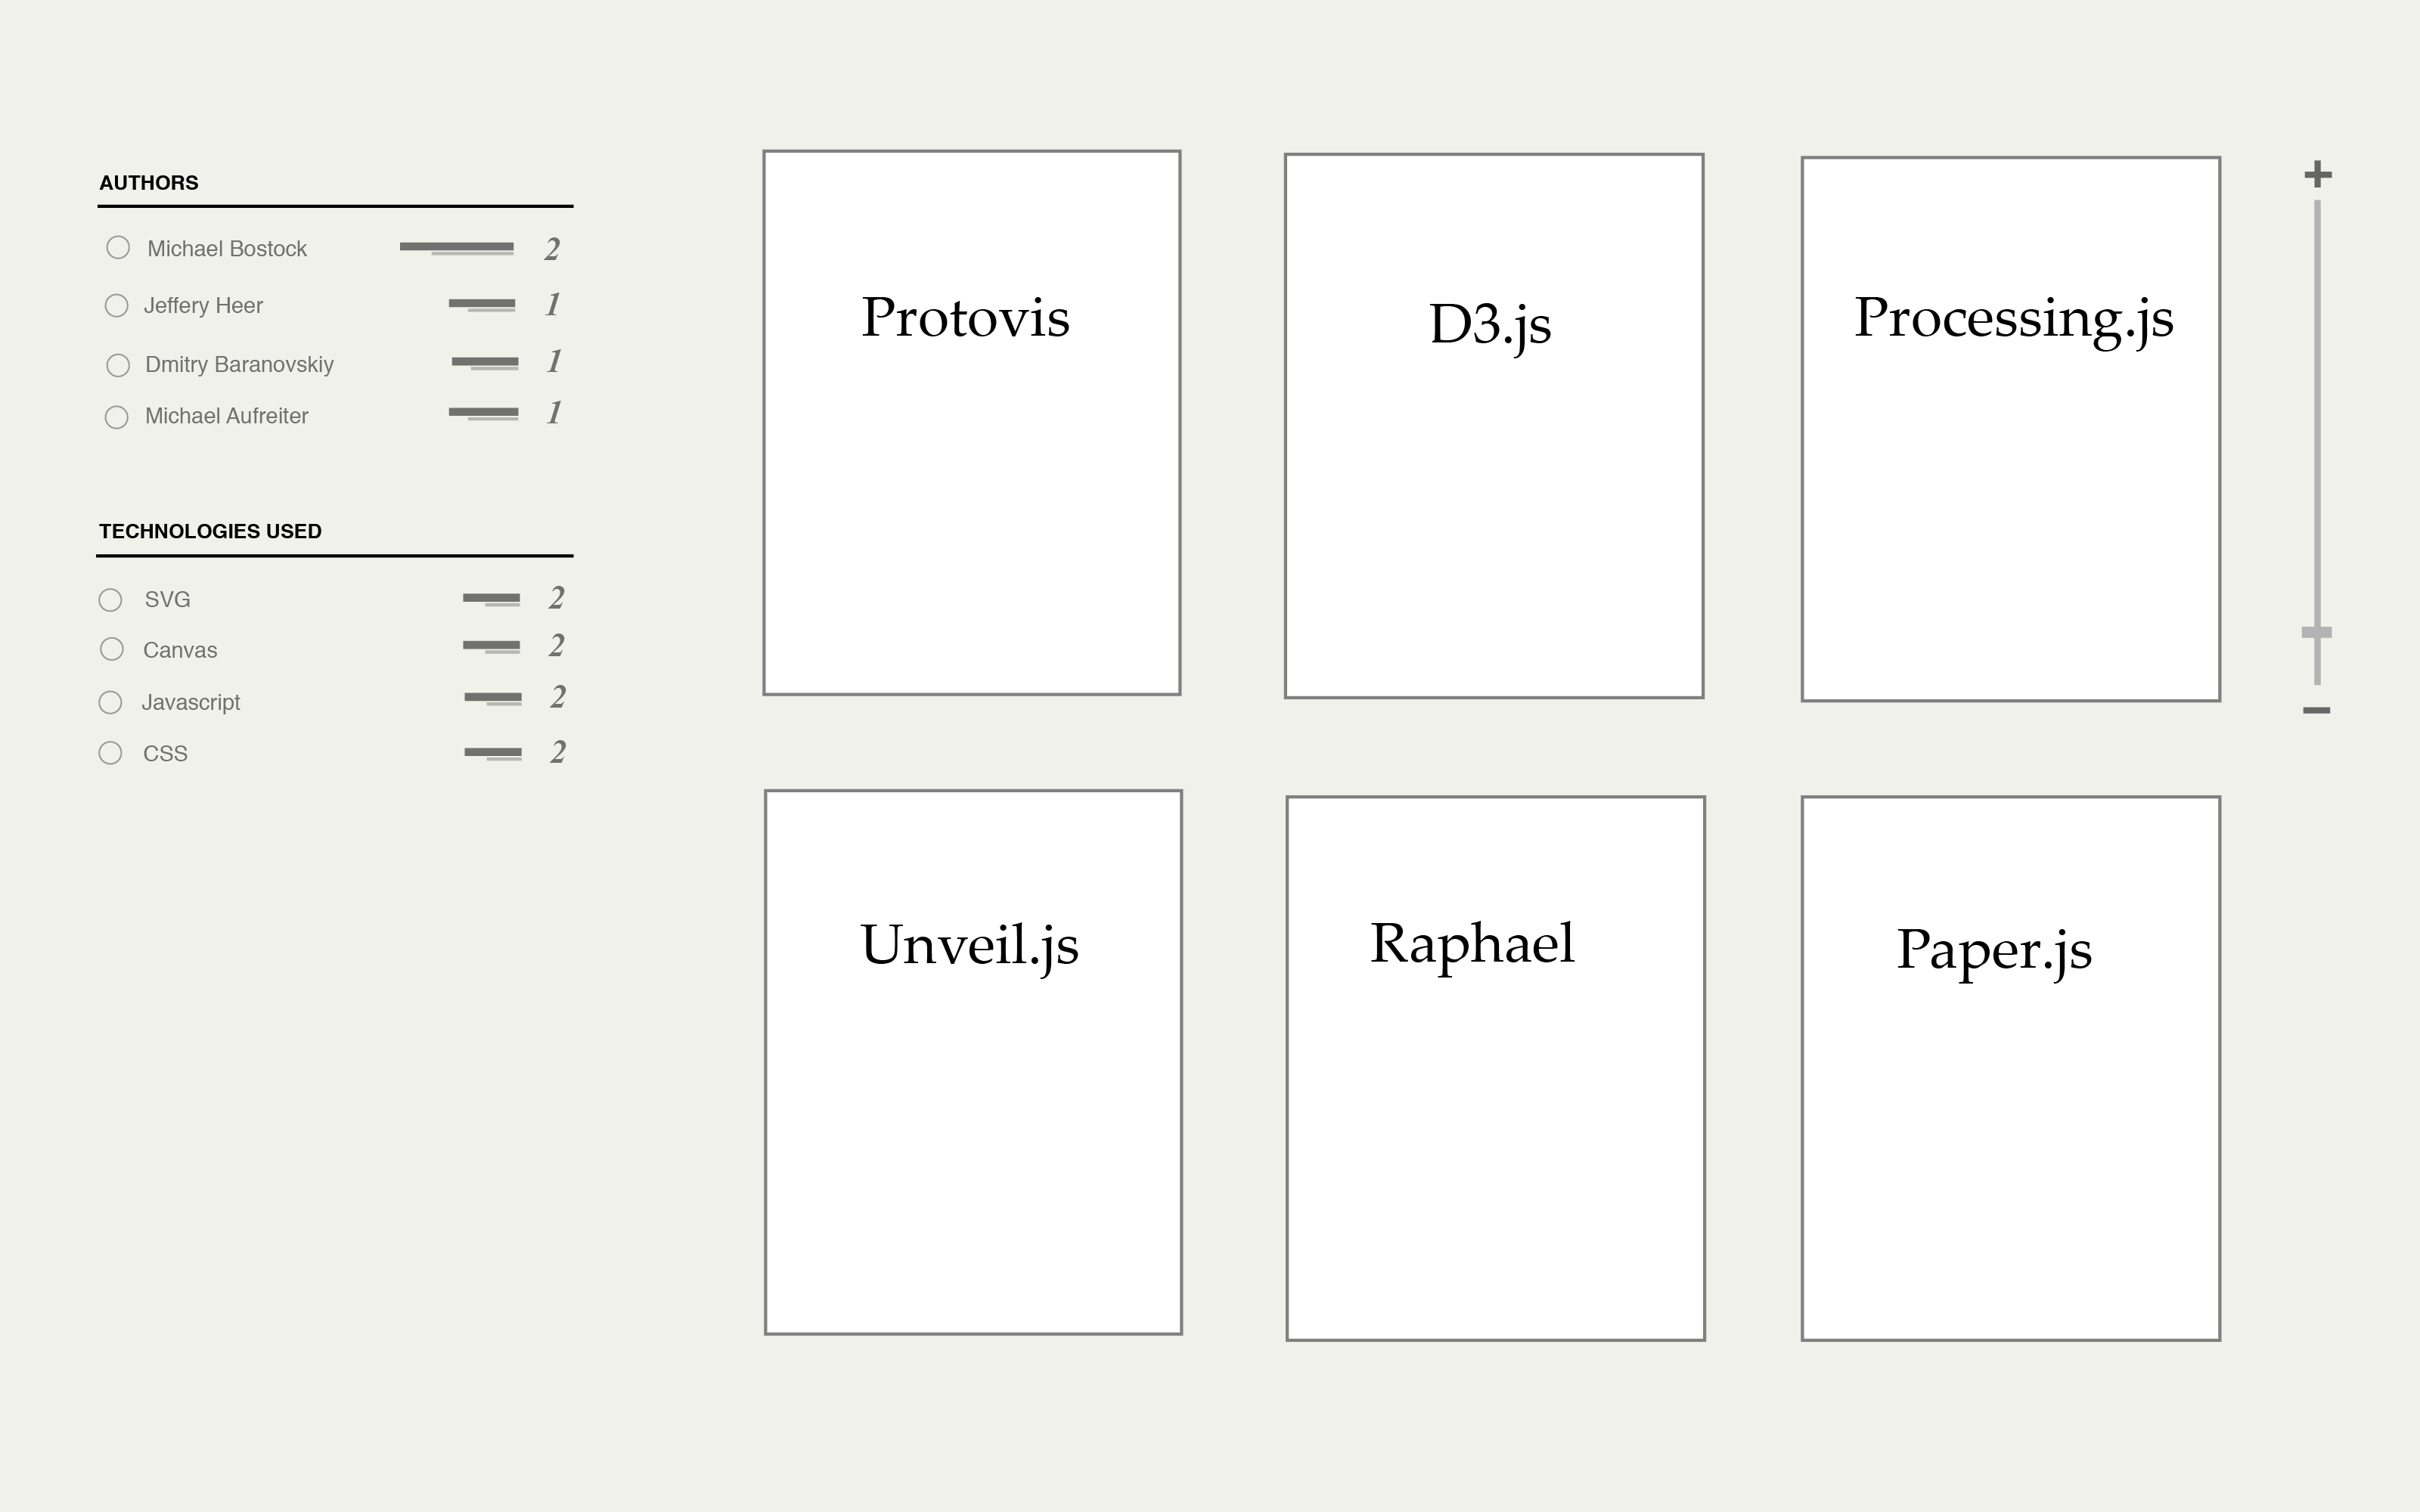 AUTHORS
Michael Bostock 2
Jeffery Heer 1
Dmitry Baranovskiy 1
Michael Aufreiter 1
TECHNOLOGIES USED
SVG 2
Canvas 2
Javascript 2
CSS 2
Protovis
D3.js
Processing.js
Unveil.js
Raphael
Paper.js
+
−